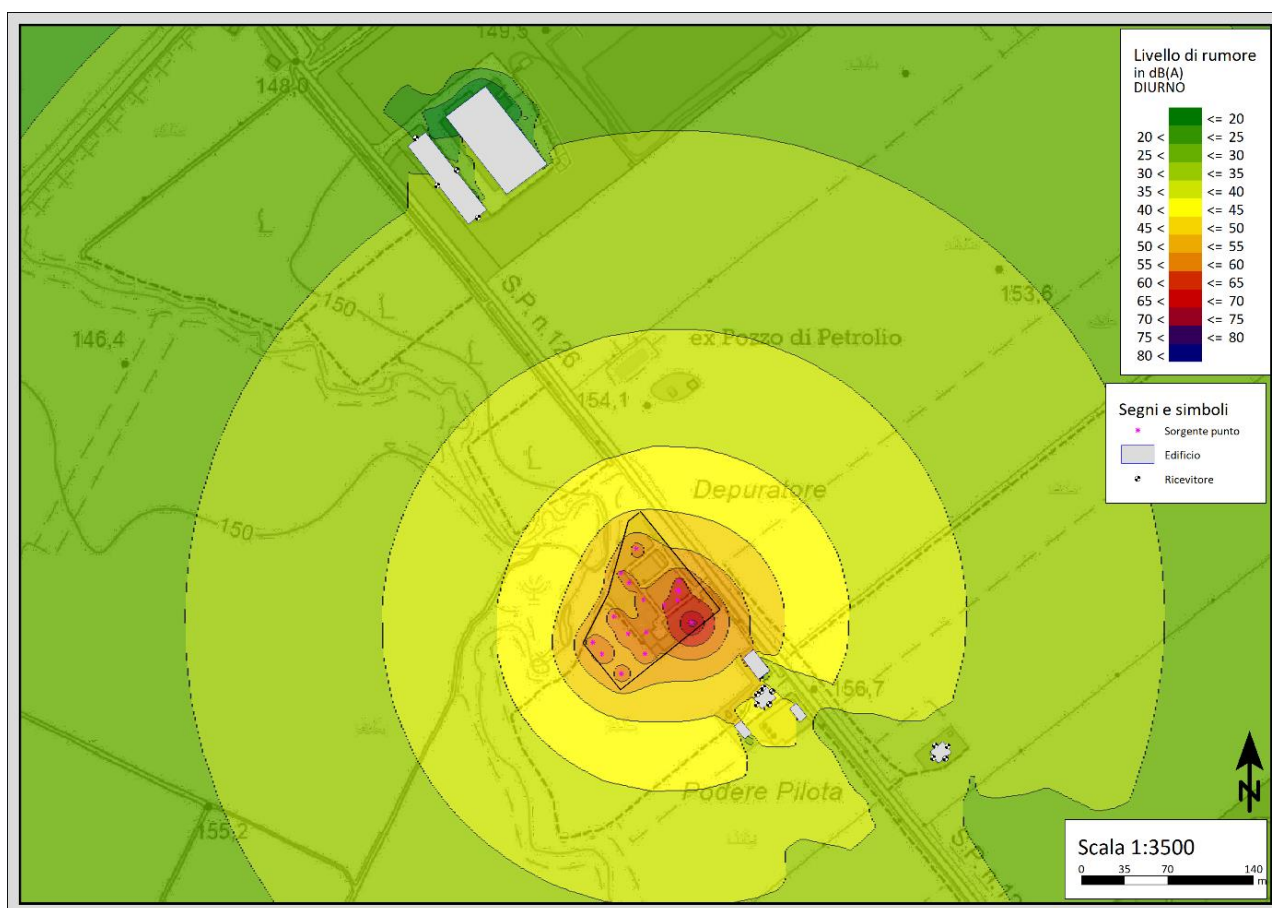 149,5
148,0
150
146,4
S.P. n.136
153,6
ex Pozzo di Petrolio
154,1
150
Depuratore
156,7
Podere Pilota
155,2
Livello di rumore
in dB(A)
DIURNO
<= 20
20 < <= 25
25 < <= 30
30 < <= 35
35 < <= 40
40 < <= 45
45 < <= 50
50 < <= 55
55 < <= 60
60 < <= 65
65 < <= 70
70 < <= 75
75 < <= 80
80 <
Segni e simboli
Sorgente punto
Edificio
Ricevitore
N
Scala 1:3500
0 35 70 140
m